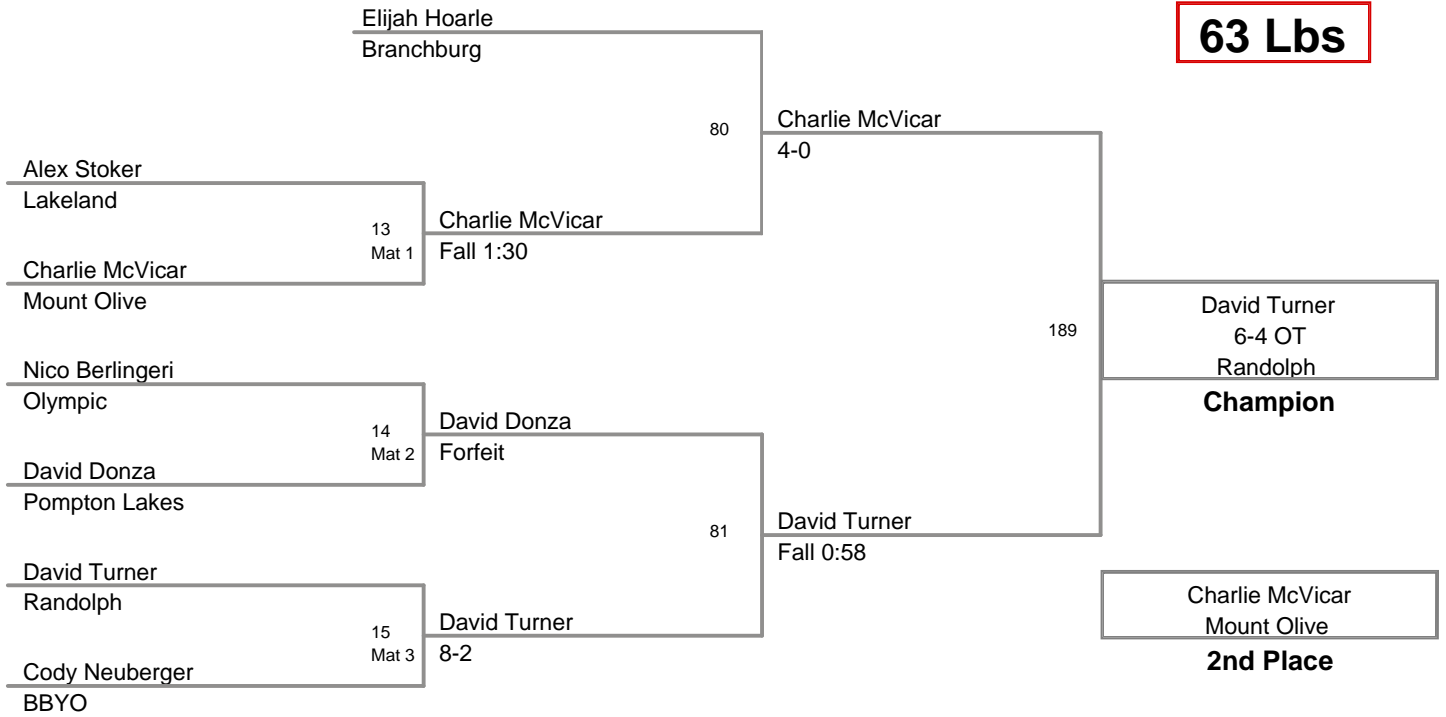 Elijah Hoarle
Branchburg
63 Lbs
80
Charlie McVicar
4-0
Alex Stoker
Lakeland
13
Mat 1
Charlie McVicar
Fall 1:30
Charlie McVicar
Mount Olive
189
David Turner
6-4 OT
Randolph
Champion
Nico Berlingeri
Olympic
14
Mat 2
David Donza
Forfeit
David Donza
Pompton Lakes
81
David Turner
Fall 0:58
David Turner
Randolph
15
Mat 3
David Turner
8-2
Cody Neuberger
BBYO
Charlie McVicar
Mount Olive
2nd Place